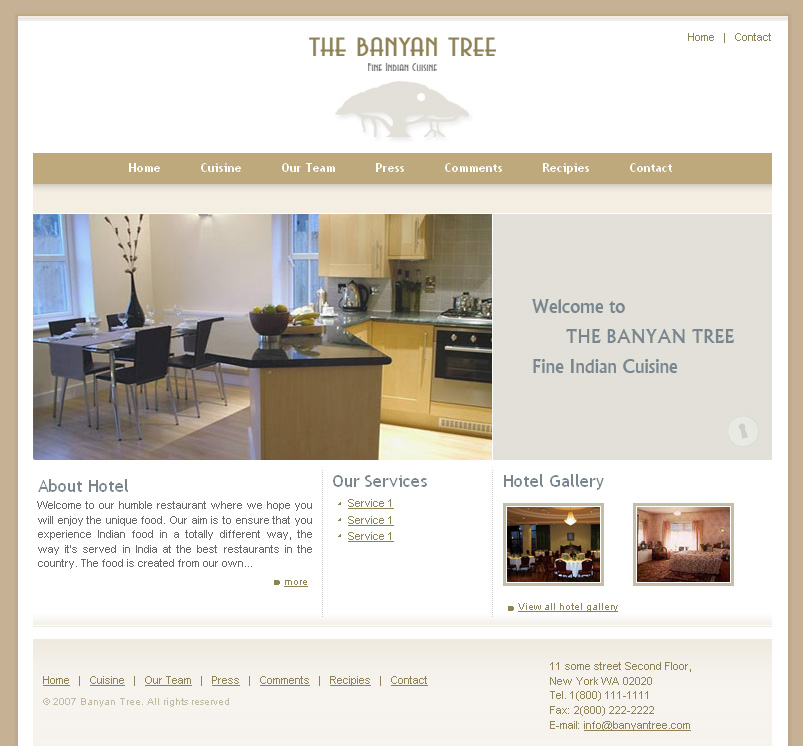 THE BANYAN TREE
FINE INDIAN CUISINE
Home | Contact
Home Cuisine Our Team Press Comments Recipies Contact
Welcome to
THE BANYAN TREE
Fine Indian Cuisine
About Hotel
Welcome to our humble restaurant where we hope you
will enjoy the unique food. Our aim is to ensure that you
experience Indian food in a totally different way, the
way it's served in India at the best restaurants in the
country. The food is created from our own...
more
Our Services
Service 1
Service 1
Service 1
Hotel Gallery
View all hotel gallery
Home | Cuisine | Our Team | Press | Comments | Recipies | Contact
© 2007 Banyan Tree. All rights reserved
11 some street Second Floor,
New York WA 02020
Tel. 1(800) 111-1111
Fax: 2(800) 222-2222
E-mail: info@banyantree.com